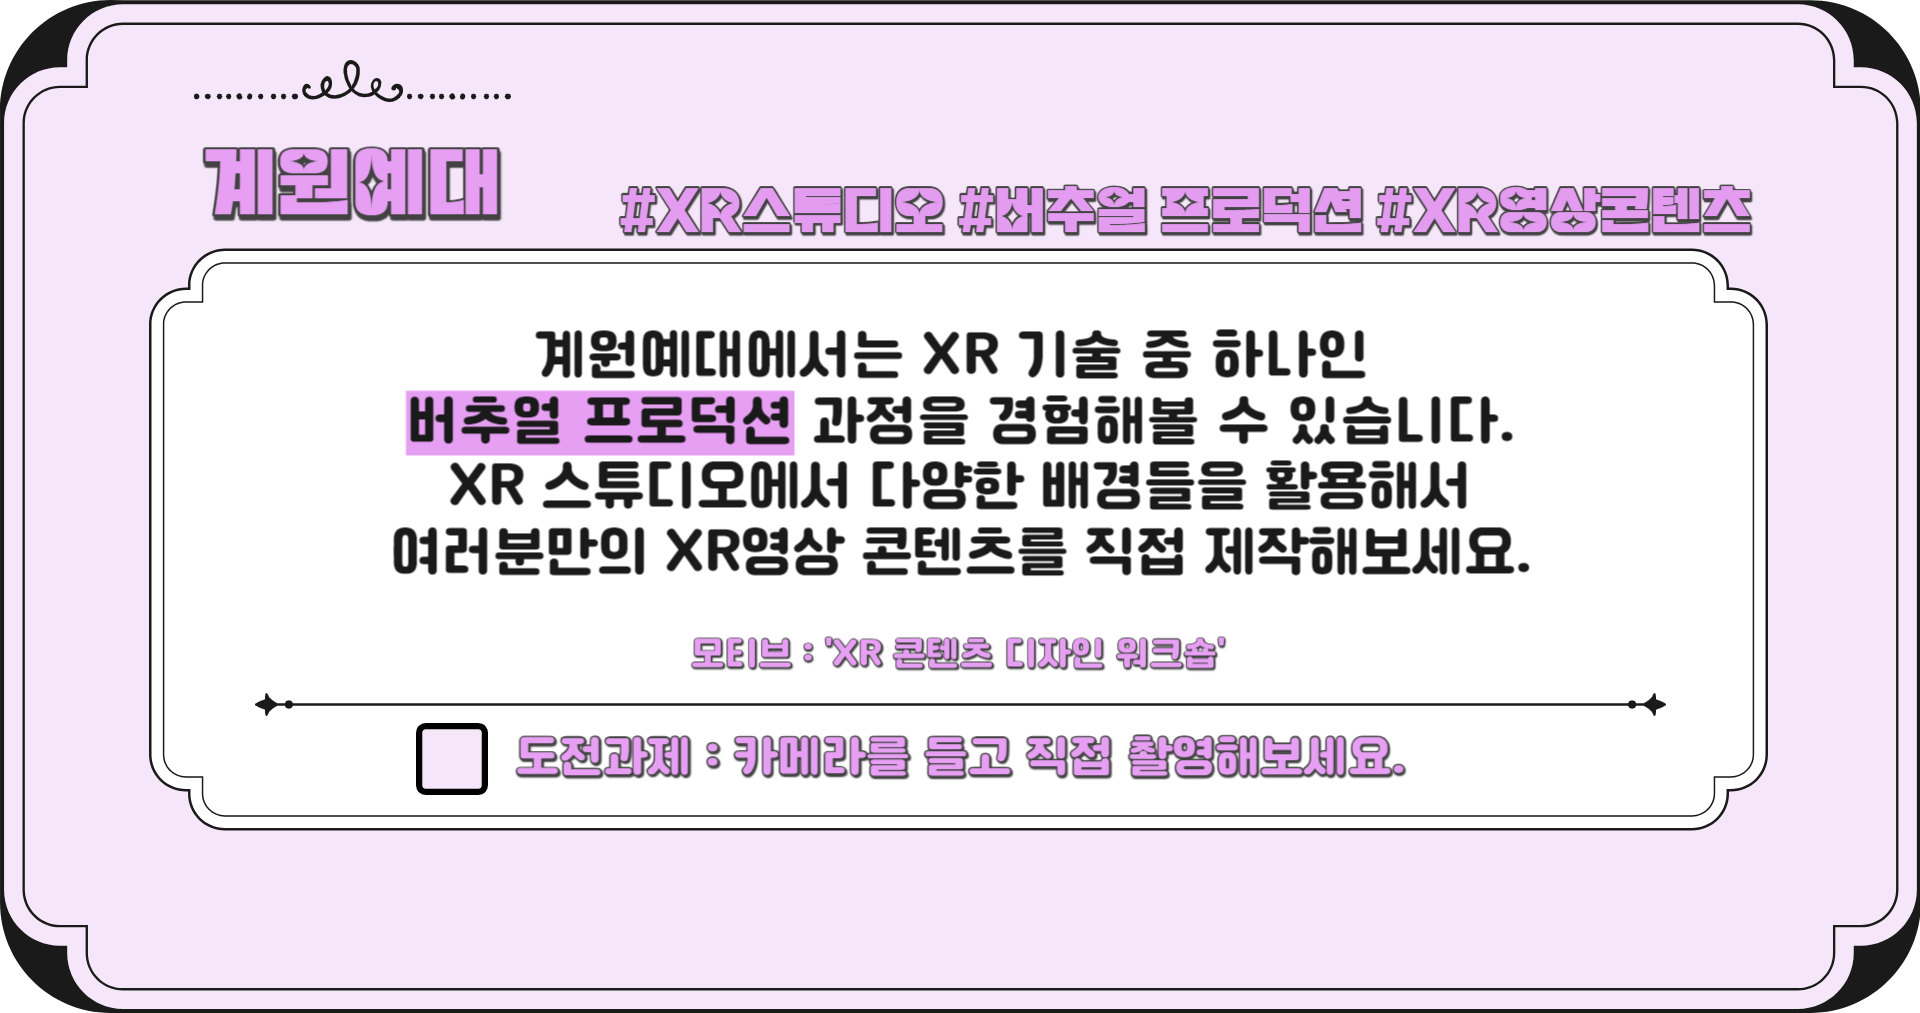 계원예대
#XR스튜디오 #버추얼 프로덕션 #XR영상콘텐츠
계원예대에서는 XR 기술 중 하나인
버추얼 프로덕션 과정을 경험해볼 수 있습니다.
XR 스튜디오에서 다양한 배경들을 활용해서
여러분만의 XR영상 콘텐츠를 직접 제작해보세요.
모티브 : 'XR 콘텐츠 디자인 워크숍'
도전과제 : 카메라를 들고 직접 촬영해보세요.